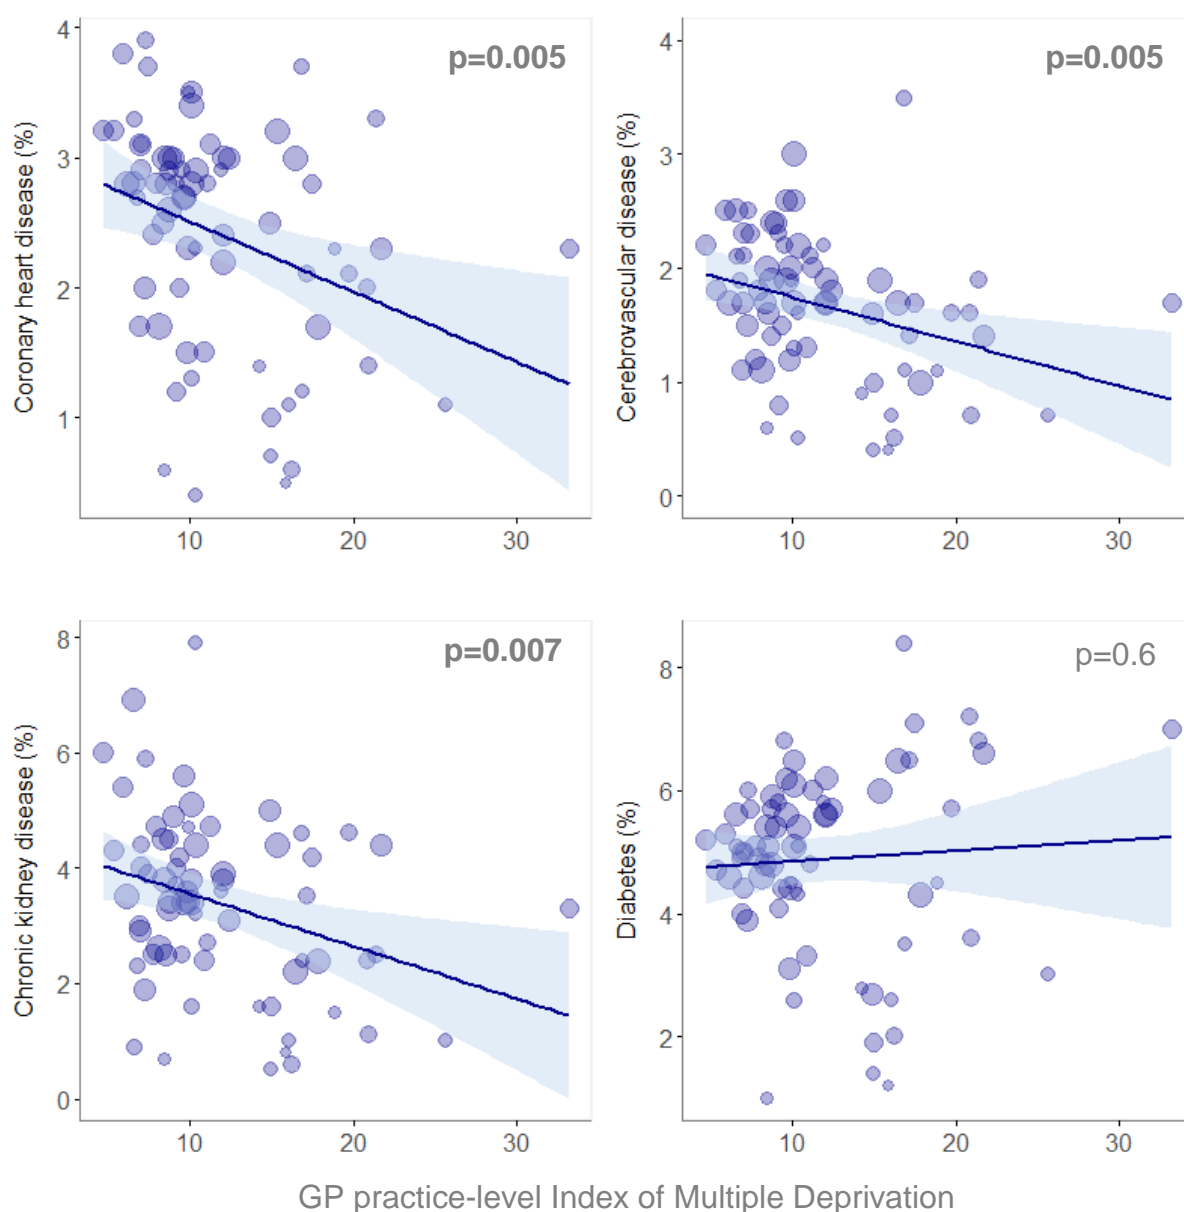 Coronary heart disease (%)
4
3
2
1
p=0.005
10 20 30
Cerebrovascular disease (%)
4
3
2
1
0
p=0.005
10 20 30
Chronic kidney disease (%)
8
6
4
2
0
p=0.007
10 20 30
Diabetes (%)
8
6
4
2
p=0.6
10 20 30
GP practice-level Index of Multiple Deprivation